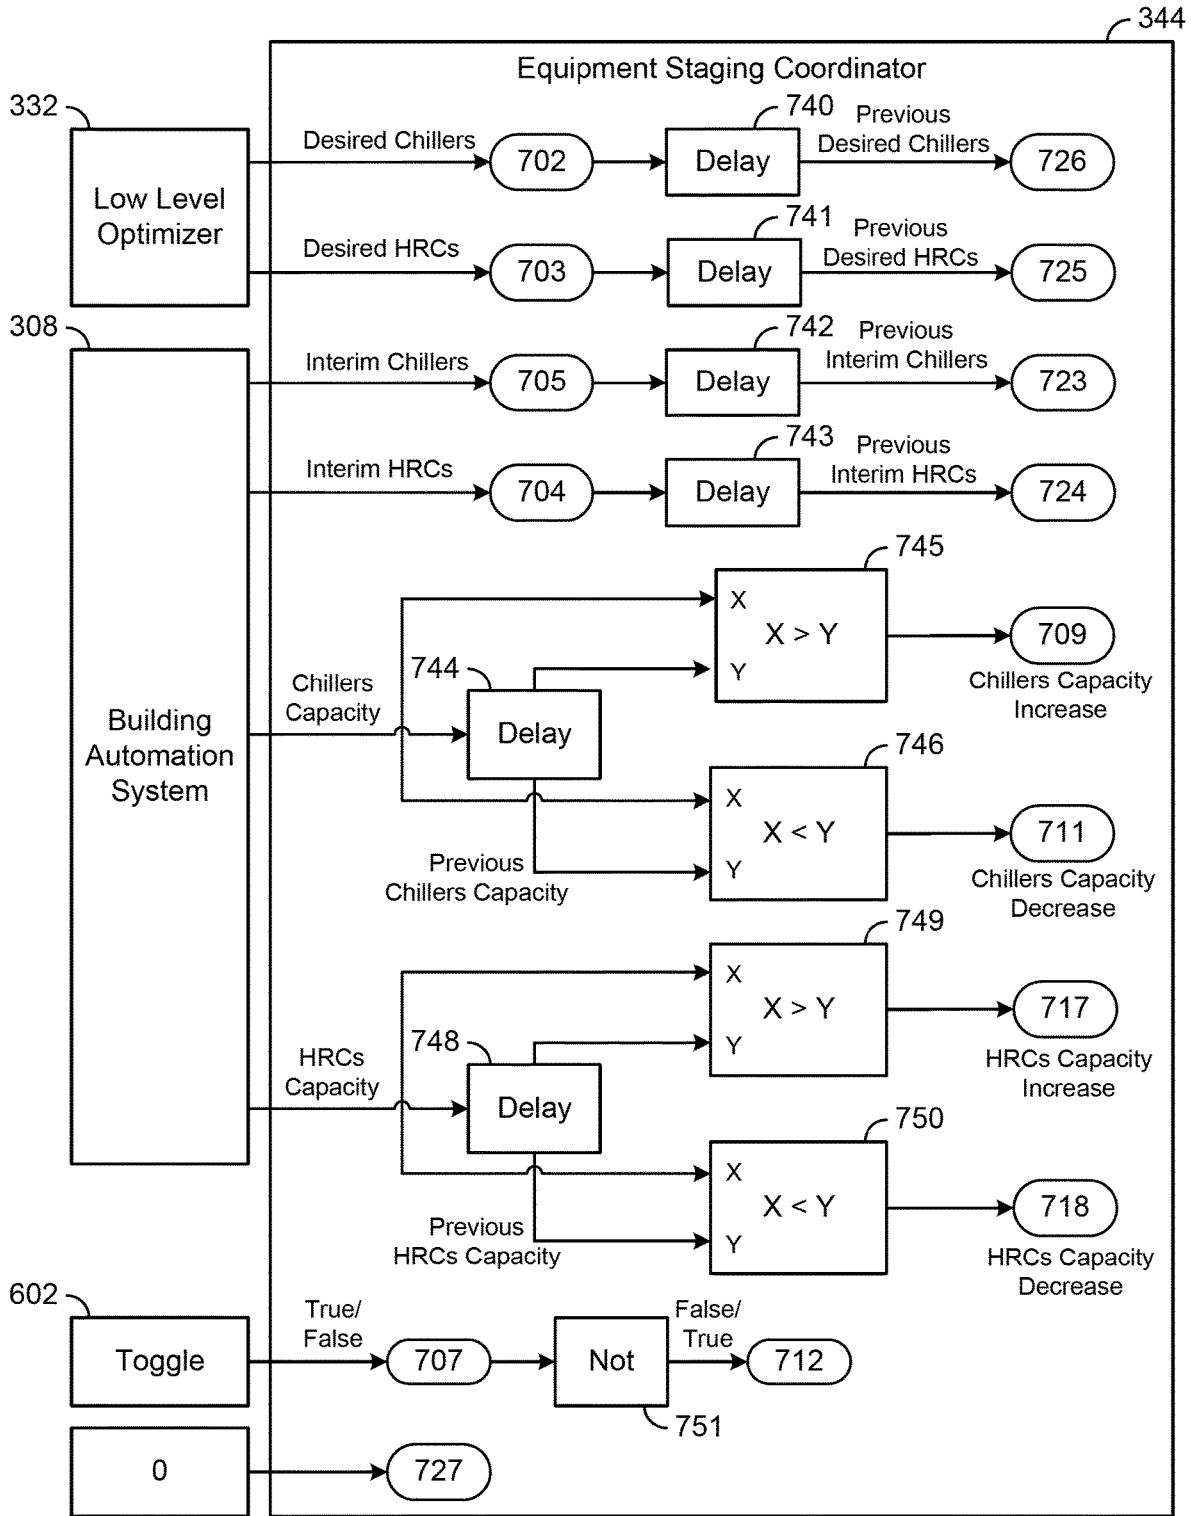 344
Equipment Staging Coordinator
332
Low Level
Optimizer
Desired Chillers
702
740
Delay
Previous
Desired Chillers
726
Desired HRCs
703
741
Delay
Previous
Desired HRCs
725
308
Building
Automation
System
Interim Chillers
705
742
Delay
Previous
Interim Chillers
723
Interim HRCs
704
743
Delay
Previous
Interim HRCs
724
745
X
X > Y
Y
709
Chillers Capacity
Increase
744
Chillers
Capacity
Delay
746
X
X < Y
Y
711
Chillers Capacity
Decrease
Previous
Chillers Capacity
749
X
X > Y
Y
717
HRCs Capacity
Increase
748
HRCs
Capacity
Delay
750
X
X < Y
Y
718
HRCs Capacity
Decrease
Previous
HRCs Capacity
602
Toggle
True/
False
707
Not
751
False/
True
712
0
727